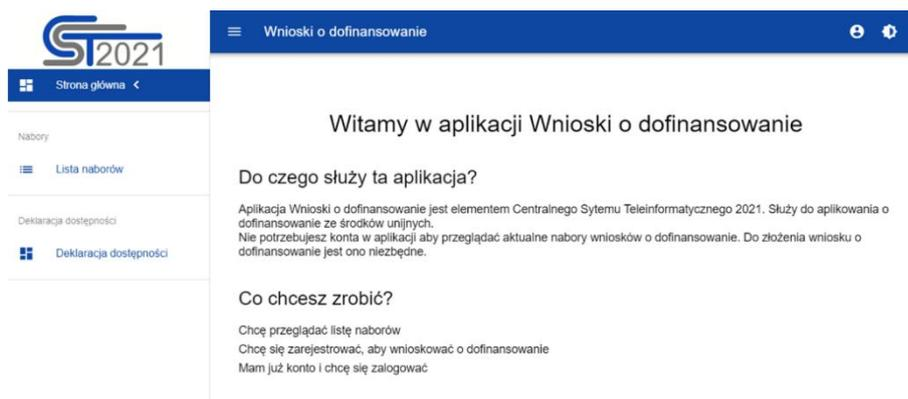 CST2021
Wnioski o dofinansowanie
Strona główna
Nabory
Lista naborów
Deklaracja dostępności
Deklaracja dostępności
Witamy w aplikacji Wnioski o dofinansowanie
Do czego służy ta aplikacja?
Aplikacja Wnioski o dofinansowanie jest elementem Centralnego Sytemu Teleinformatycznego 2021. Służy do aplikowania o
dofinansowanie ze środków unijnych.
Nie potrzebujesz konta w aplikacji aby przeglądać aktualne nabory wniosków o dofinansowanie. Do złożenia wniosku o
dofinansowanie jest ono niezbędne.
Co chcesz zrobić?
Chcę przeglądać listę naborów
Chcę się zarejestrować, aby wnioskować o dofinansowanie
Mam już konto i chcę się zalogować